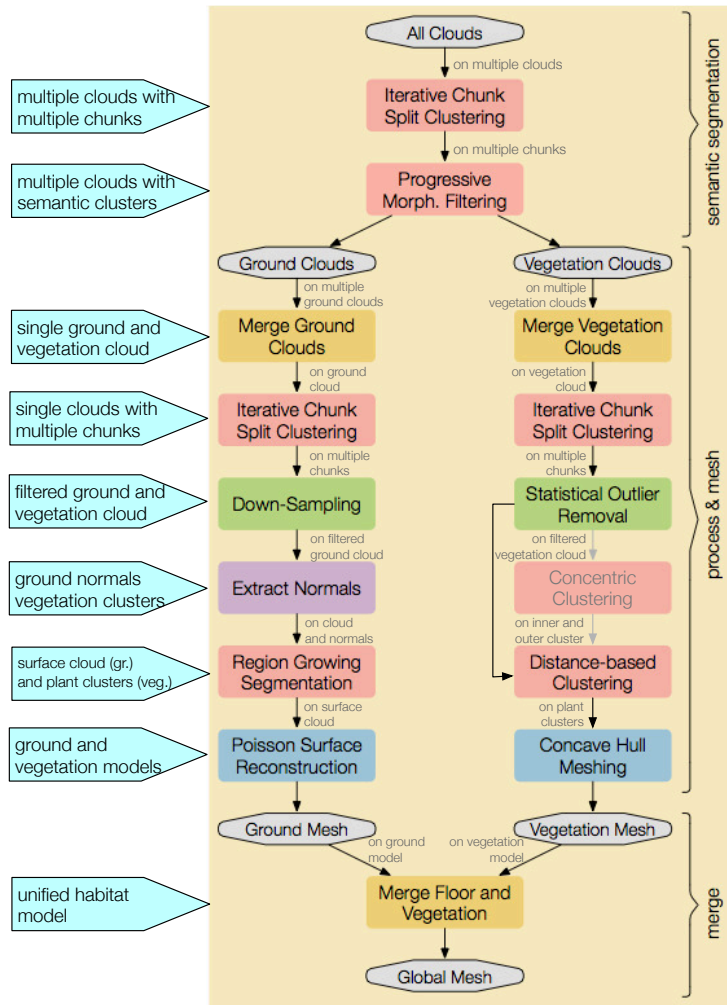 All Clouds
on multiple clouds
multiple clouds with
multiple chunks
Iterative Chunk
Split Clustering
on multiple chunks
multiple clouds with
semantic clusters
Progressive
Morph. Filtering
semantic segmentation
Ground Clouds
Vegetation Clouds
on multiple
ground clouds
on multiple
vegetation clouds
single ground and
vegetation cloud
Merge Ground
Clouds
Merge Vegetation
Clouds
on ground
cloud
on vegetation
cloud
single clouds with
multiple chunks
Iterative Chunk
Split Clustering
Iterative Chunk
Split Clustering
on multiple
chunks
on multiple
chunks
filtered ground and
vegetation cloud
Down-Sampling
Statistical Outlier
Removal
on filtered
ground cloud
on filtered
vegetation cloud
process & mesh
ground normals
vegetation clusters
Extract Normals
Concentric
Clustering
on cloud
and normals
on inner and
outer cluster
surface cloud (gr.)
and plant clusters (veg.)
Region Growing
Segmentation
Distance-based
Clustering
on surface
cloud
on plant
clusters
ground and
vegetation models
Poisson Surface
Reconstruction
Concave Hull
Meshing
Ground Mesh
Vegetation Mesh
on ground
model
on vegetation
model
unified habitat
model
Merge Floor and
Vegetation
merge
Global Mesh